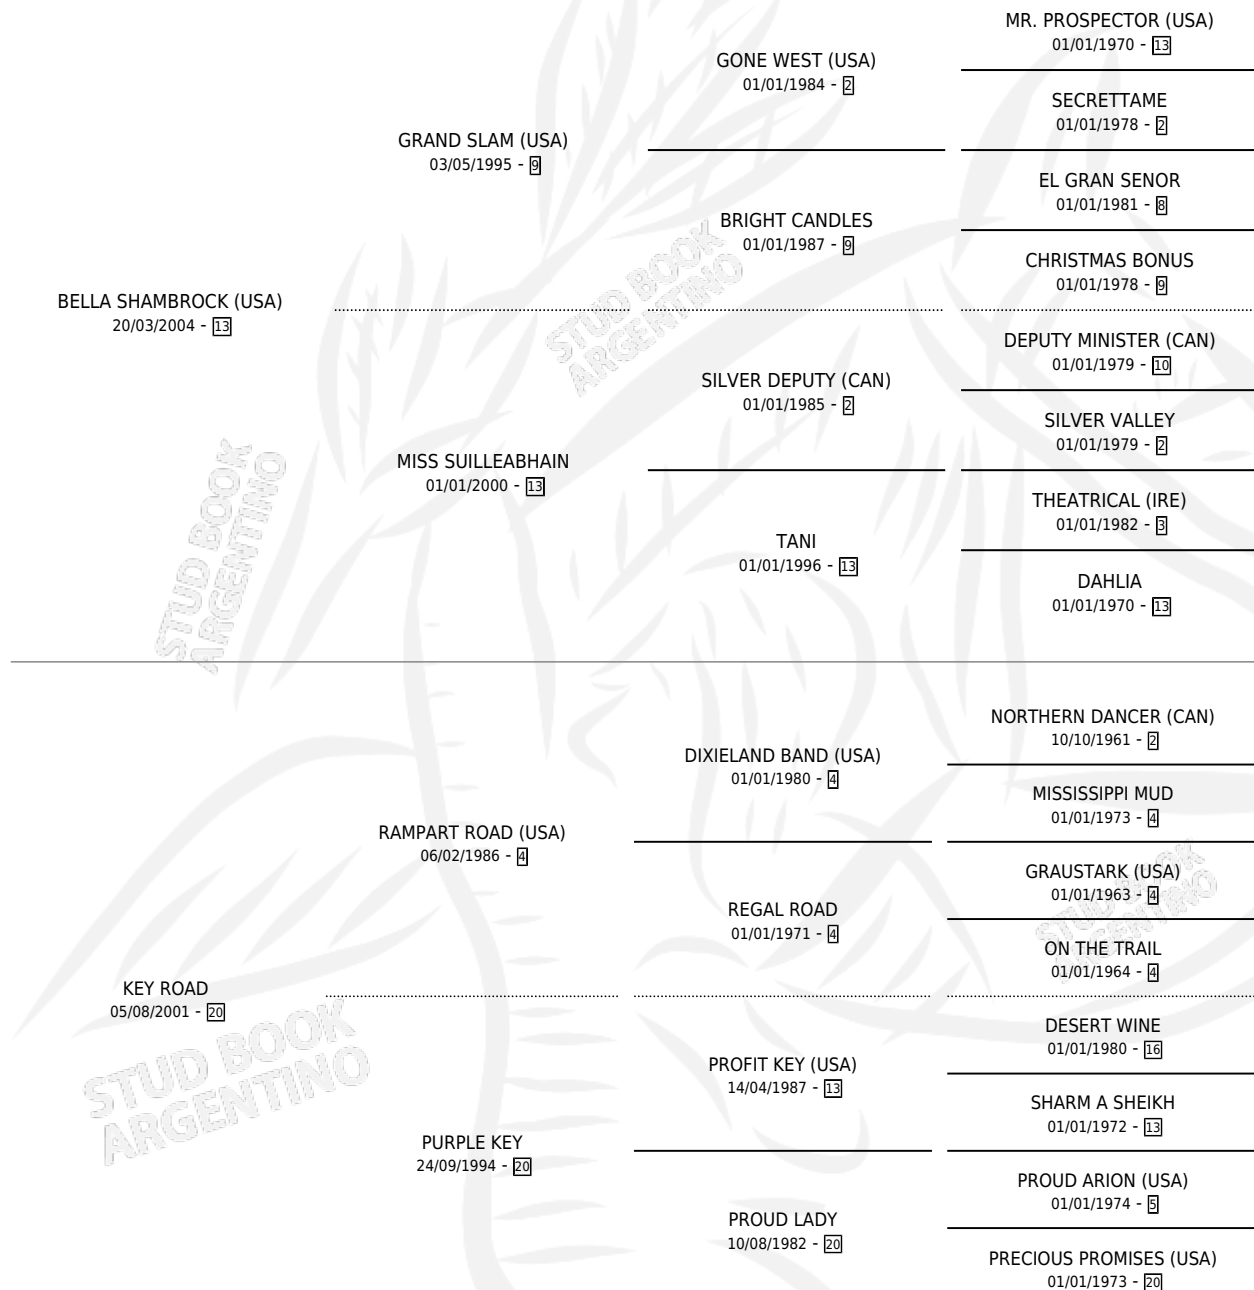 MR. PROSPECTOR (USA)
01/01/1970 - 13
GONE WEST (USA)
01/01/1984 - 2
SECRETTAME
01/01/1978 - 2
GRAND SLAM (USA)
03/05/1995 - 9
EL GRAN SENOR
01/01/1981 - 8
BRIGHT CANDLES
01/01/1987 - 9
CHRISTMAS BONUS
01/01/1978 - 9
BELLA SHAMBROCK (USA)
20/03/2004 - 13
STUD BOOK
ARGENTINO
DEPUTY MINISTER (CAN)
01/01/1979 - 10
SILVER DEPUTY (CAN)
01/01/1985 - 2
SILVER VALLEY
01/01/1979 - 2
MISS SUILLEABHAIN
01/01/2000 - 13
THEATRICAL (IRE)
01/01/1982 - 3
TANI
01/01/1996 - 13
DAHLIA
01/01/1970 - 13
STUD BOOK
ARGENTINO
NORTHERN DANCER (CAN)
10/10/1961 - 2
DIXIELAND BAND (USA)
01/01/1980 - 4
MISSISSIPPI MUD
01/01/1973 - 4
RAMPART ROAD (USA)
06/02/1986 - 4
GRAUSTARK (USA)
01/01/1963 - 4
REGAL ROAD
01/01/1971 - 4
STUD BOOK
ARGENTINO
ON THE TRAIL
01/01/1964 - 4
KEY ROAD
05/08/2001 - 20
DESERT WINE
01/01/1980 - 16
STUD BOOK
ARGENTINO
PROFIT KEY (USA)
14/04/1987 - 13
SHARM A SHEIKH
01/01/1972 - 13
PURPLE KEY
24/09/1994 - 20
PROUD ARION (USA)
01/01/1974 - 5
PROUD LADY
10/08/1982 - 20
PRECIOUS PROMISES (USA)
01/01/1973 - 20